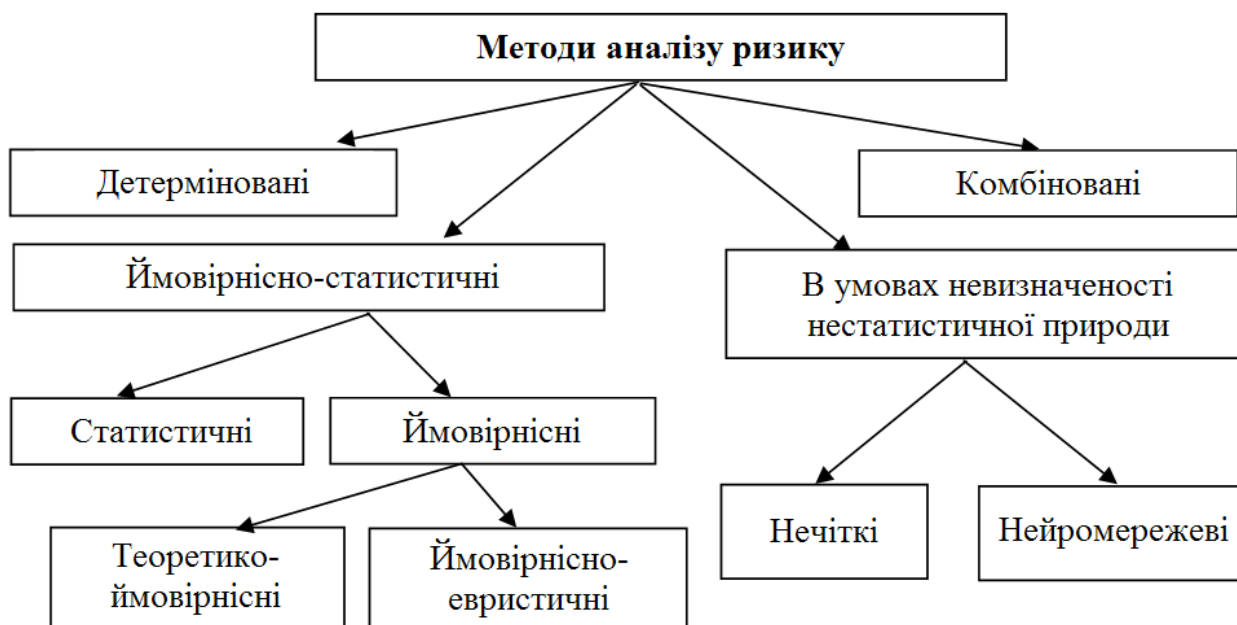 Методи аналізу ризику
Детерміновані
Комбіновані
Ймовірнісно-статистичні
В умовах невизначеності
нестатистичної природи
Статистичні
Ймовірнісні
Нечіткі
Нейромережеві
Теоретико-
ймовірнісні
Ймовірнісно-
евристичні